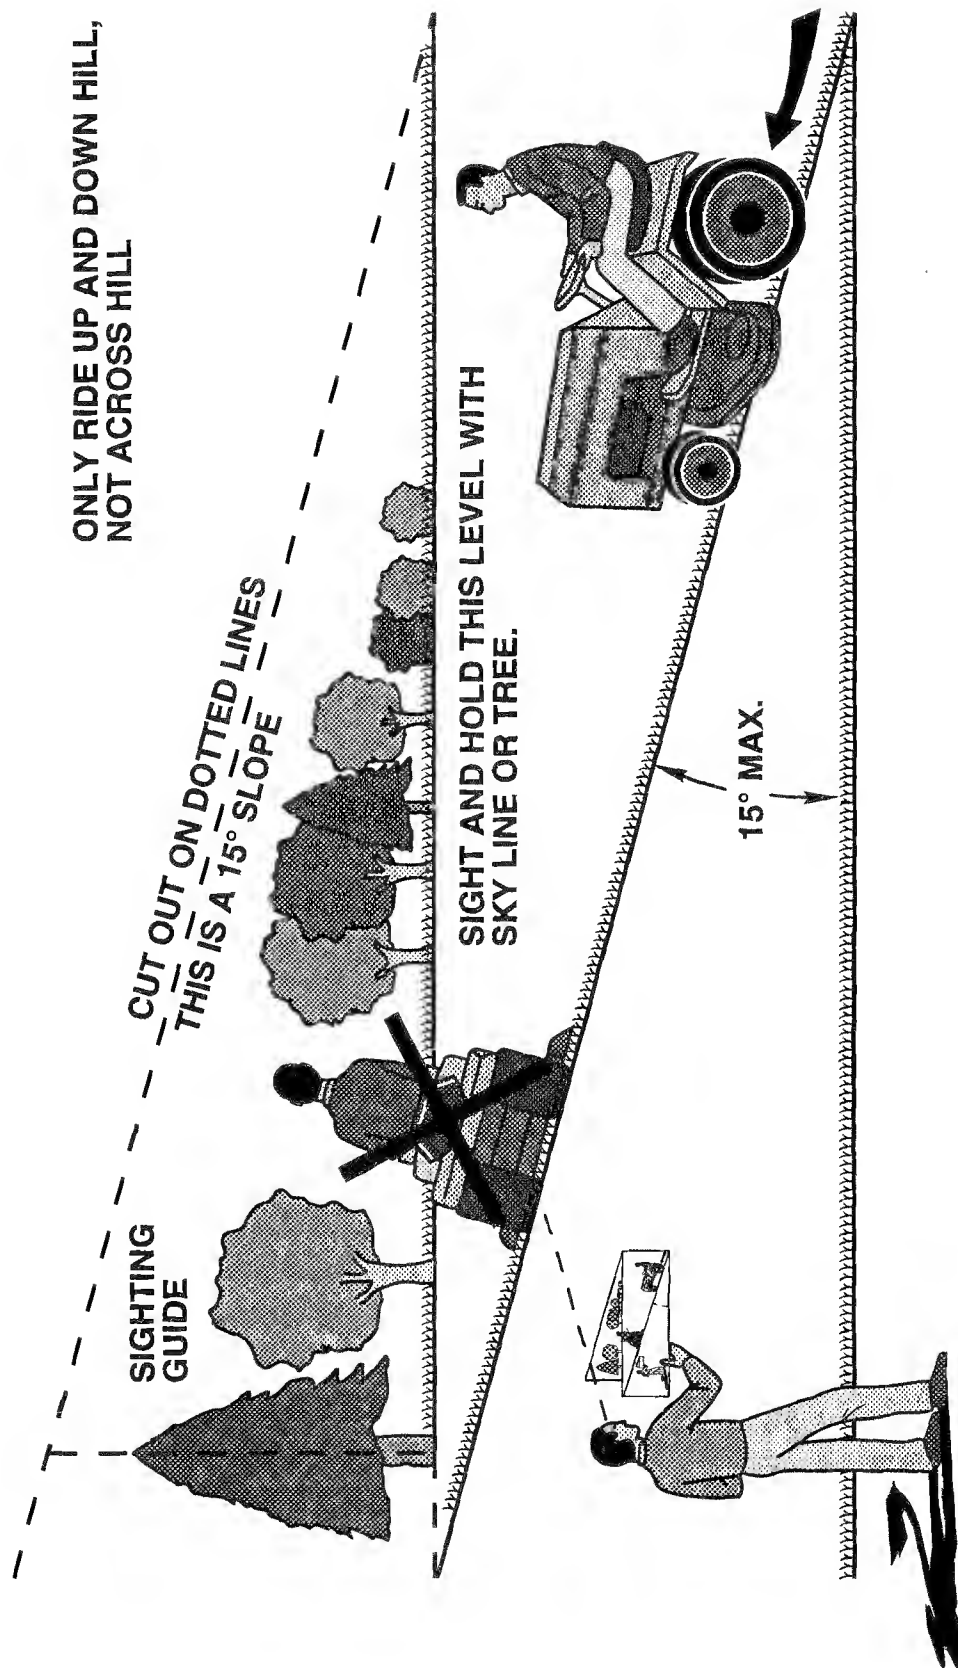 ONLY RIDE UP AND DOWN HILL,
NOT ACROSS HILL
CUT OUT ON DOTTED LINES
THIS IS A 15° SLOPE
SIGHTING
GUIDE
SIGHT AND HOLD THIS LEVEL WITH
SKY LINE OR TREE.
15° MAX.